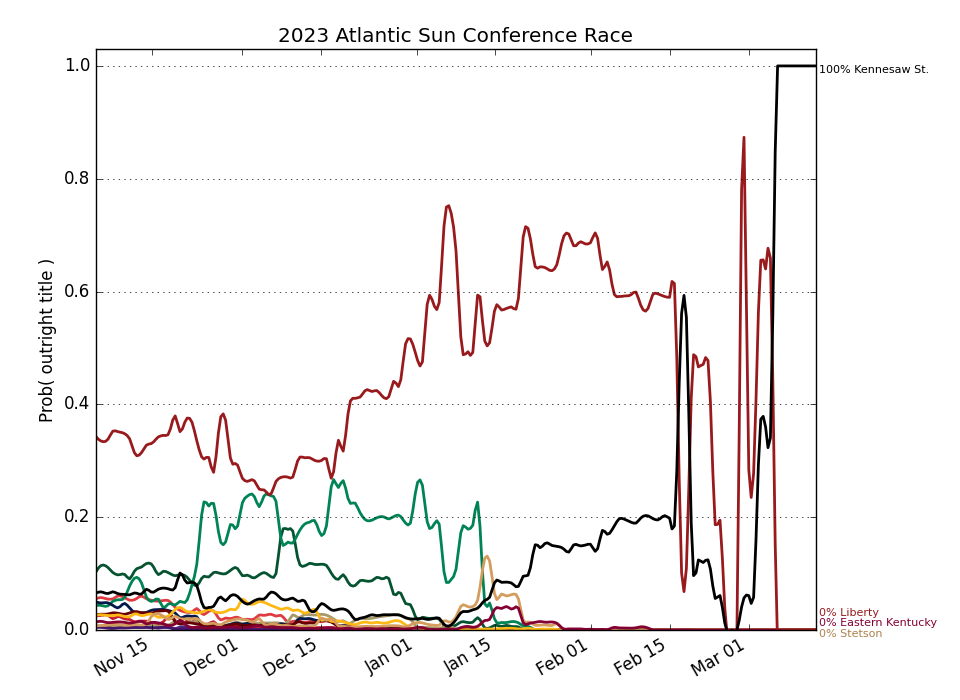 2023 Atlantic Sun Conference Race
Prob( outright title )
1.0
0.8
0.6
0.4
0.2
0.0
Nov 15
Dec 01
Dec 15
Jan 01
Jan 15
Feb 01
Feb 15
Mar 01
100% Kennesaw St.
0% Liberty
0% Eastern Kentucky
0% Stetson